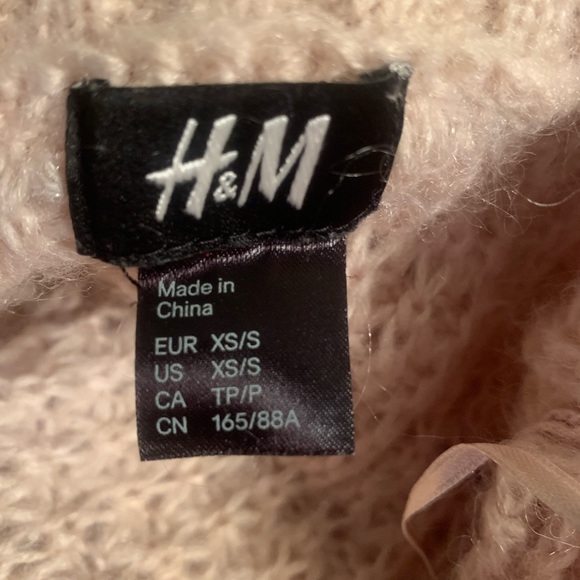 H&M
Made in
China
EUR XS/S
US XS/S
CA TP/P
CN 165/88A